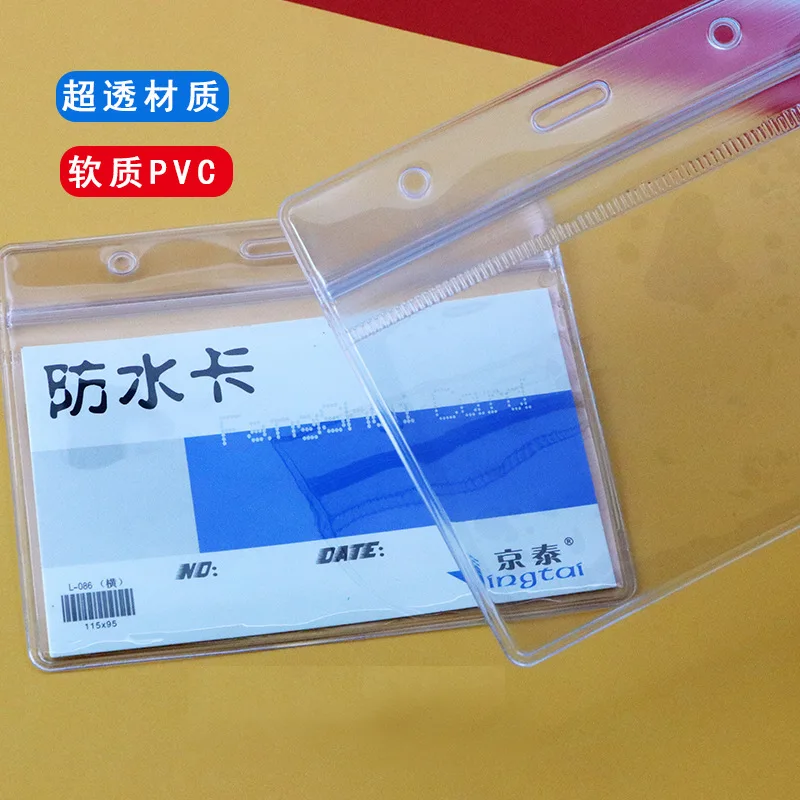 超透材质
软质PVC
防水卡
FangShui Card
NO:
DATE:
京泰®
Jingtai
L-086（横）
115x95